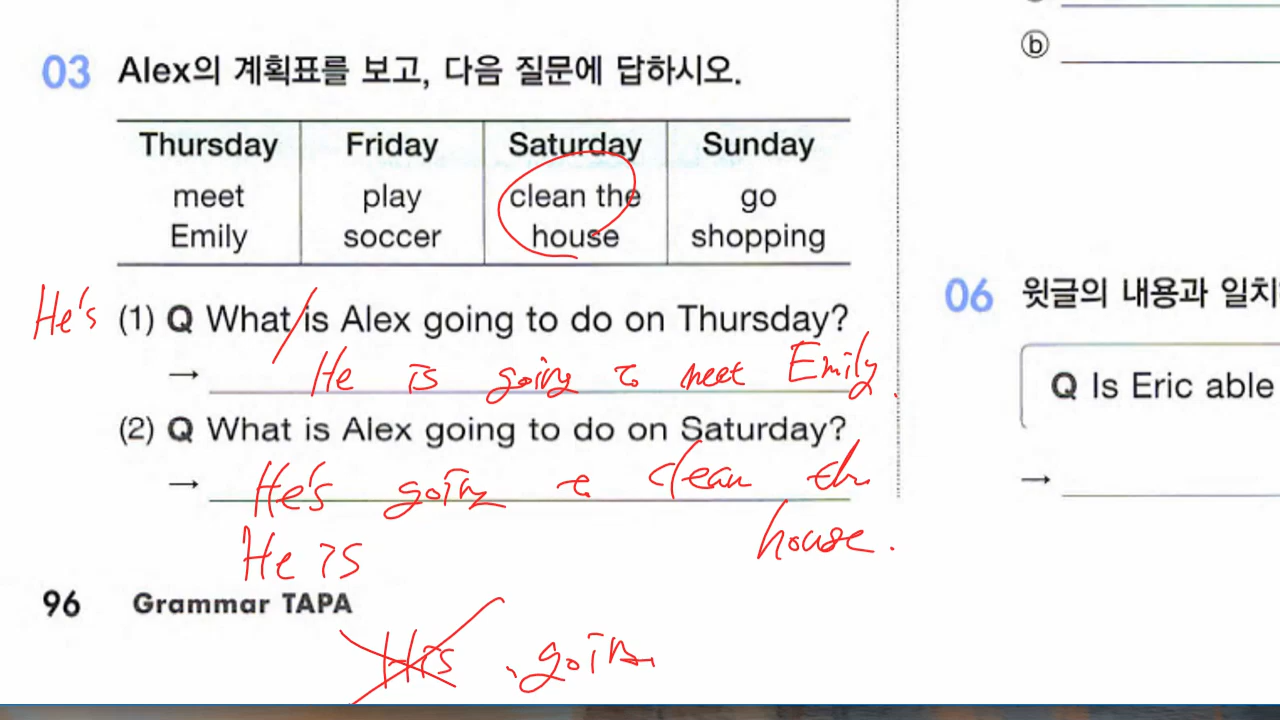 ⓑ
03 Alex의 계획표를 보고, 다음 질문에 답하시오.
Thursday Friday Saturday Sunday
meet play clean the go
Emily soccer house shopping
He's (1) Q What is Alex going to do on Thursday?
→ He is going to meet Emily.
(2) Q What is Alex going to do on Saturday?
→ He's going to clean the
house.
He is
96 Grammar TAPA
His going
06 윗글의 내용과 일치
Q Is Eric able
→